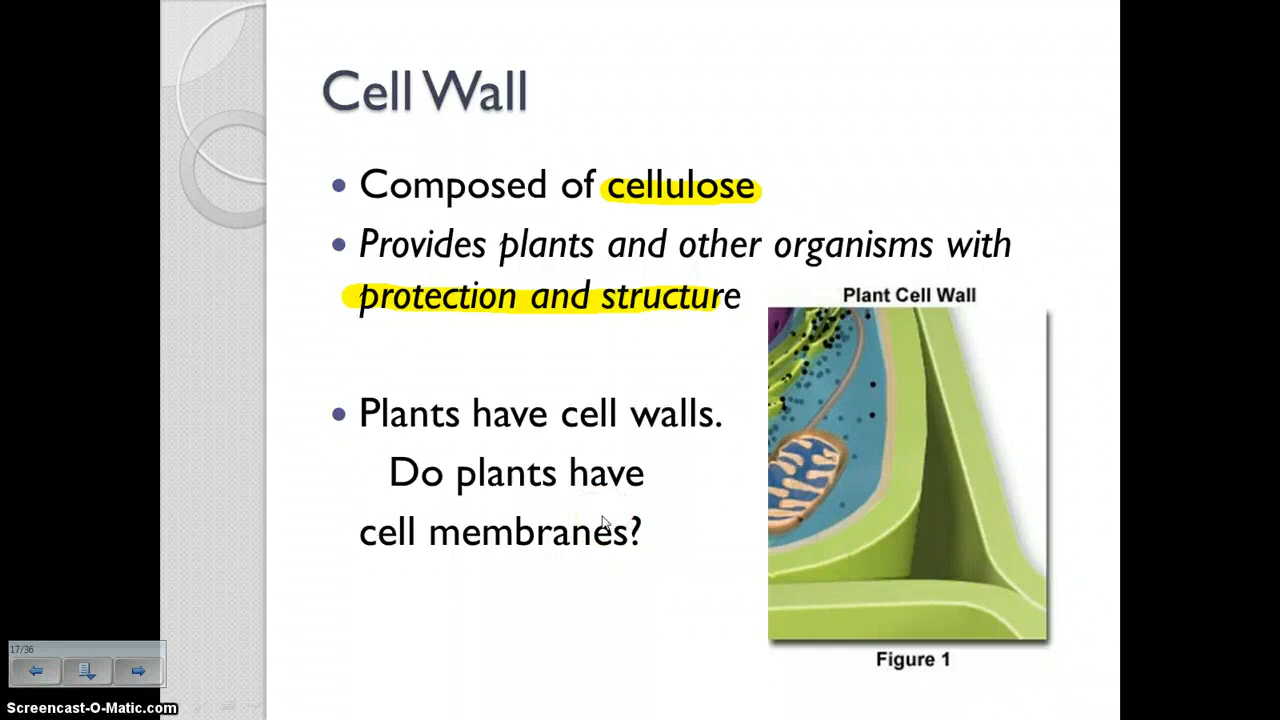 Cell Wall
Composed of cellulose
Provides plants and other organisms with
protection and structure
Plant Cell Wall
Plants have cell walls.
Do plants have
cell membranes?
Figure 1
17/36
Screencast-O-Matic.com